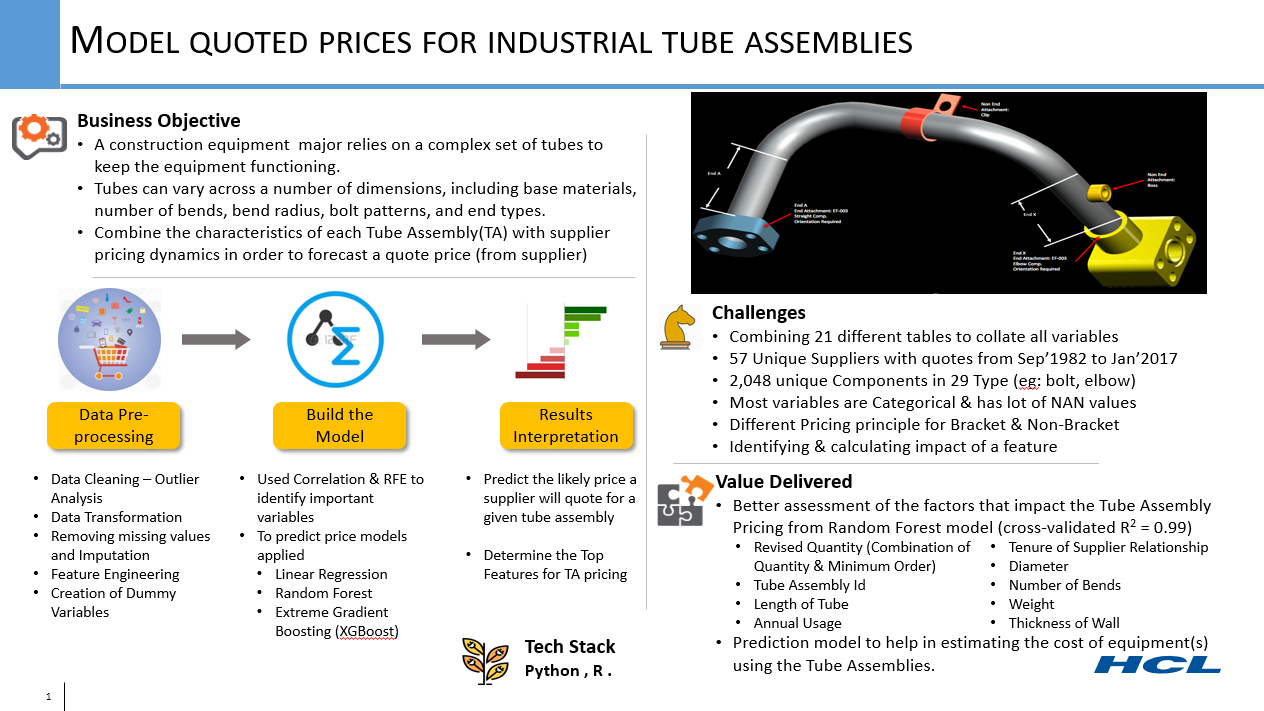 MODEL QUOTED PRICES FOR INDUSTRIAL TUBE ASSEMBLIES
Business Objective
• A construction equipment major relies on a complex set of tubes to
keep the equipment functioning.
• Tubes can vary across a number of dimensions, including base materials,
number of bends, bend radius, bolt patterns, and end types.
• Combine the characteristics of each Tube Assembly(TA) with supplier
pricing dynamics in order to forecast a quote price (from supplier)
Data Pre-
processing
Build the
Model
Results
Interpretation
• Data Cleaning – Outlier
Analysis
• Data Transformation
• Removing missing values
and Imputation
• Feature Engineering
• Creation of Dummy
Variables
• Used Correlation & RFE to
identify important
variables
• To predict price models
applied
• Linear Regression
• Random Forest
• Extreme Gradient
Boosting (XGBoost)
• Predict the likely price a
supplier will quote for a
given tube assembly
• Determine the Top
Features for TA pricing
Tech Stack
Python , R .
Non End
Attachment:
Clip
End A
End A
End Attachment: EF-003
Straight Comp.
Orientation Required
Non End
Attachment:
Boss
End X
End X
End Attachment: EF-003
Elbow Comp.
Orientation Required
Challenges
• Combining 21 different tables to collate all variables
• 57 Unique Suppliers with quotes from Sep’1982 to Jan’2017
• 2,048 unique Components in 29 Type (eg: bolt, elbow)
• Most variables are Categorical & has lot of NAN values
• Different Pricing principle for Bracket & Non-Bracket
• Identifying & calculating impact of a feature
Value Delivered
• Better assessment of the factors that impact the Tube Assembly
Pricing from Random Forest model (cross-validated R² = 0.99)
• Revised Quantity (Combination of
Quantity & Minimum Order)
• Tube Assembly Id
• Length of Tube
• Annual Usage
• Tenure of Supplier Relationship
• Diameter
• Number of Bends
• Weight
• Thickness of Wall
• Prediction model to help in estimating the cost of equipment(s)
using the Tube Assemblies.
HCL
1